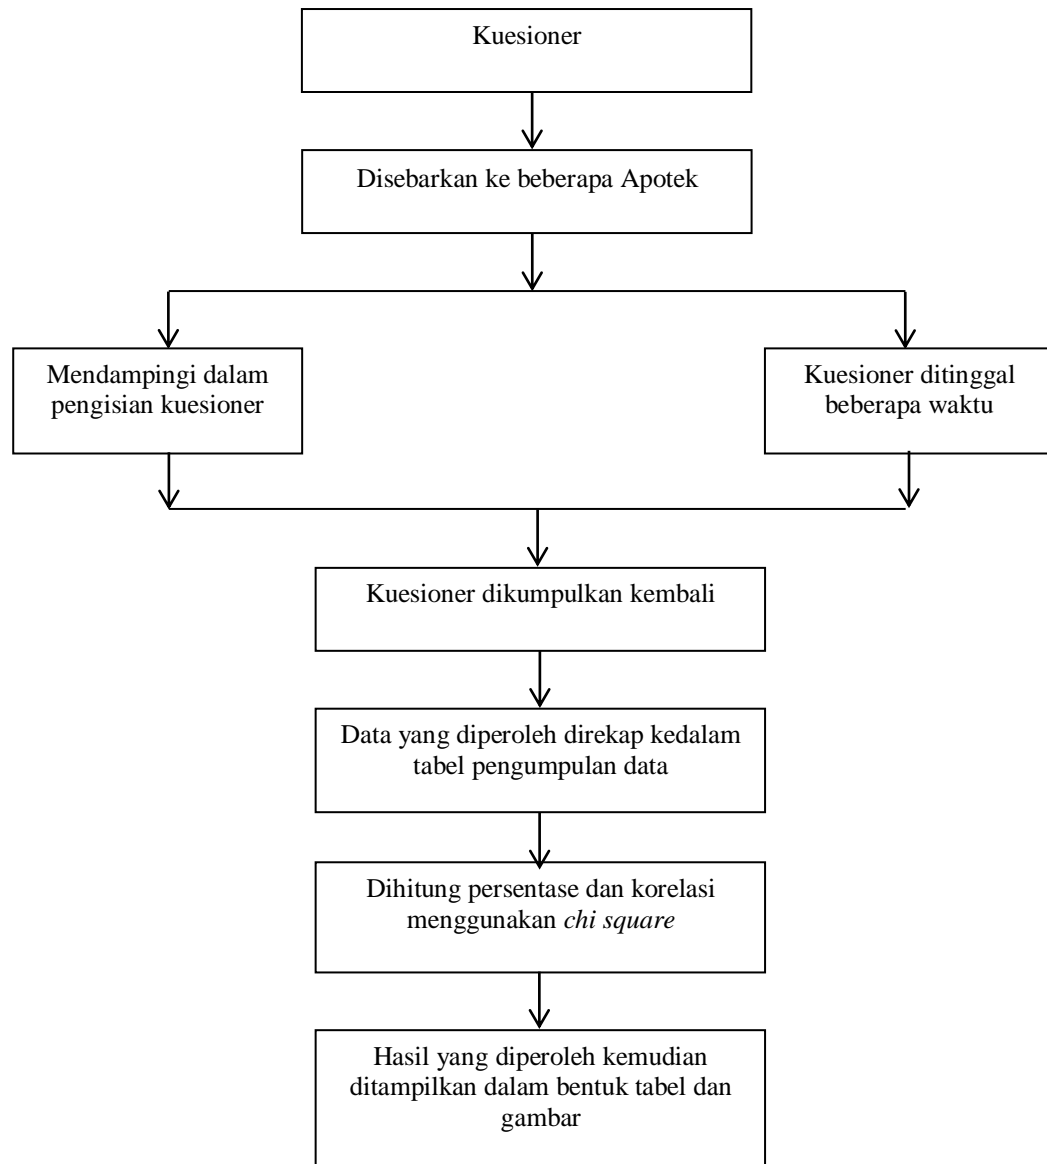 Kuesioner
Disebarkan ke beberapa Apotek
Mendampingi dalam
pengisian kuesioner
Kuesioner ditinggal
beberapa waktu
Kuesioner dikumpulkan kembali
Data yang diperoleh direkap kedalam
tabel pengumpulan data
Dihitung persentase dan korelasi
menggunakan chi square
Hasil yang diperoleh kemudian
ditampilkan dalam bentuk tabel dan
gambar